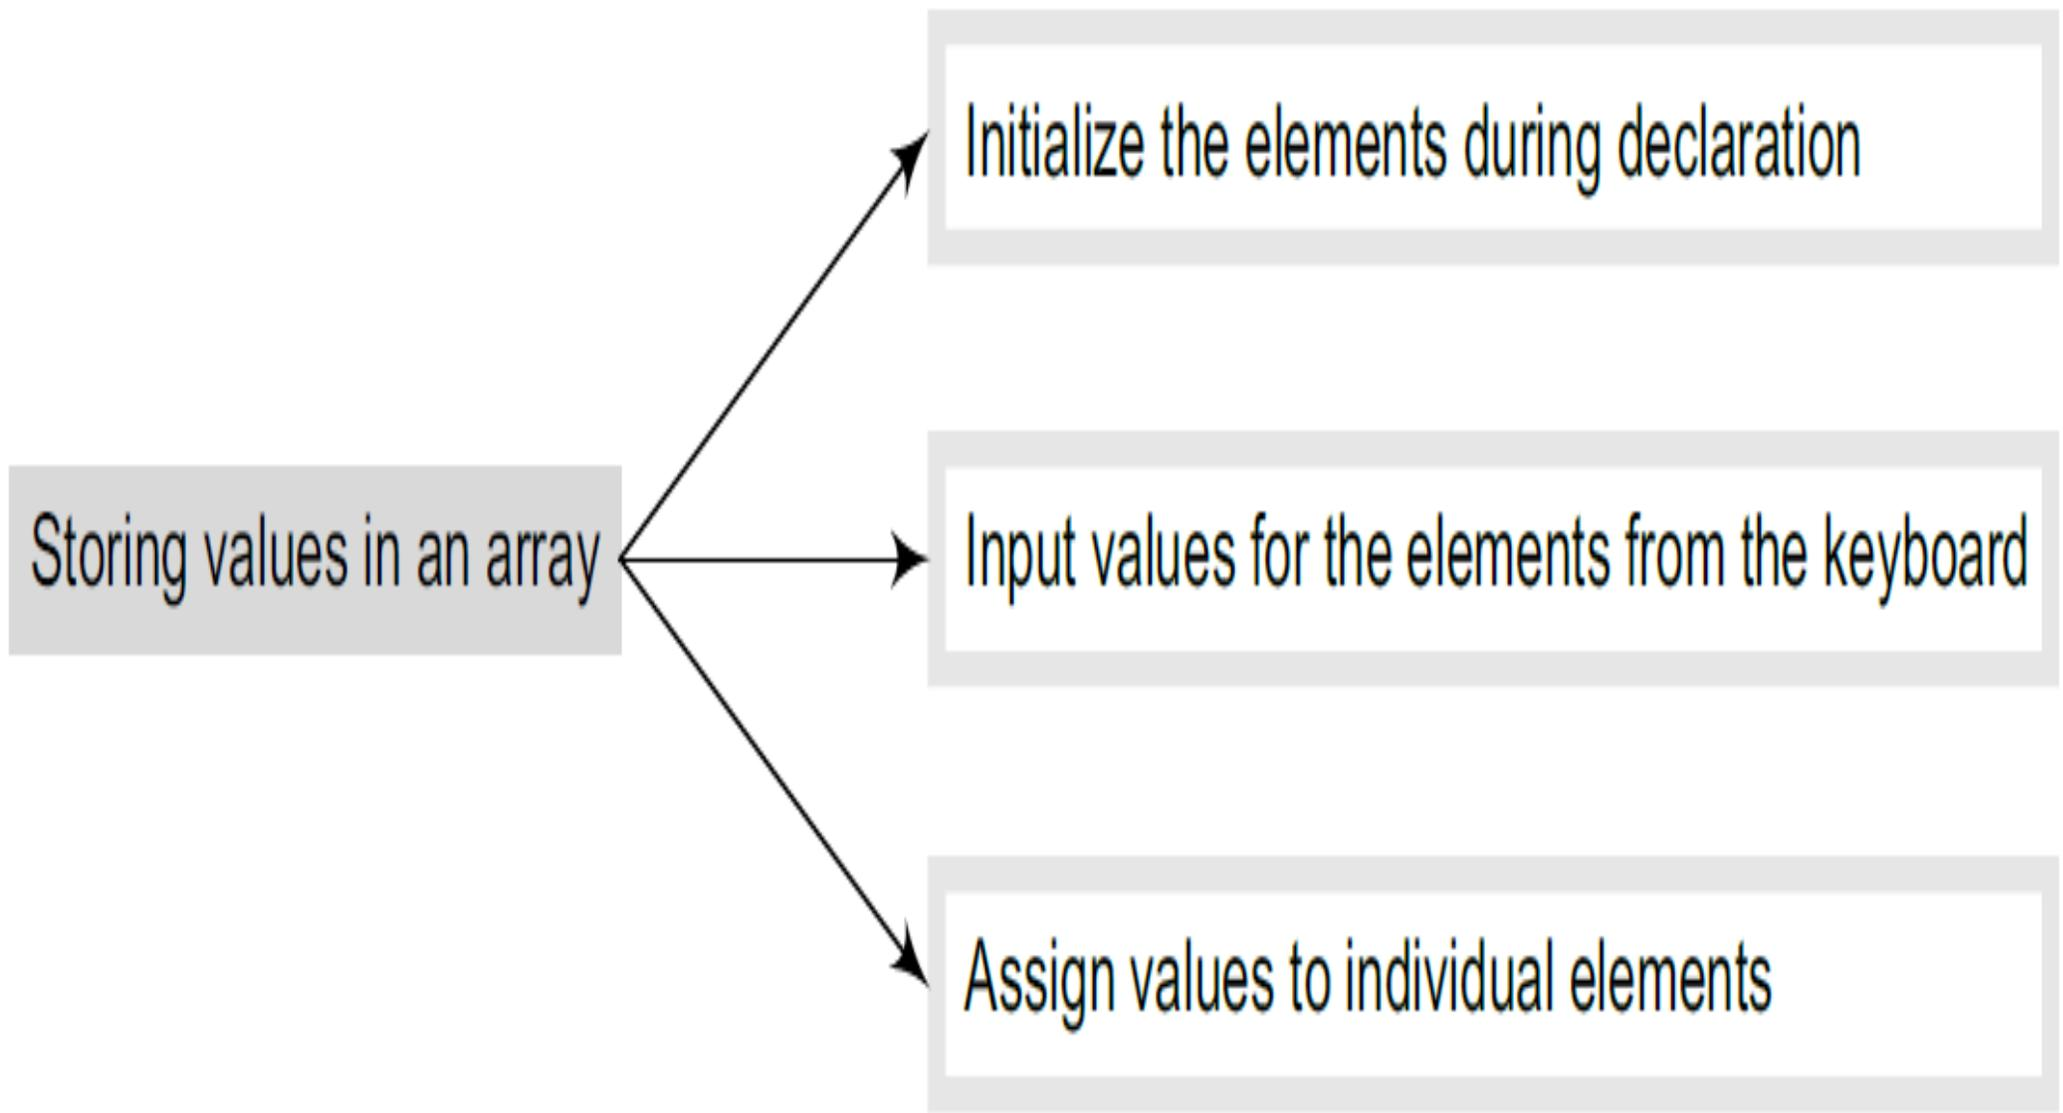 Initialize the elements during declaration
Storing values in an array
Input values for the elements from the keyboard
Assign values to individual elements